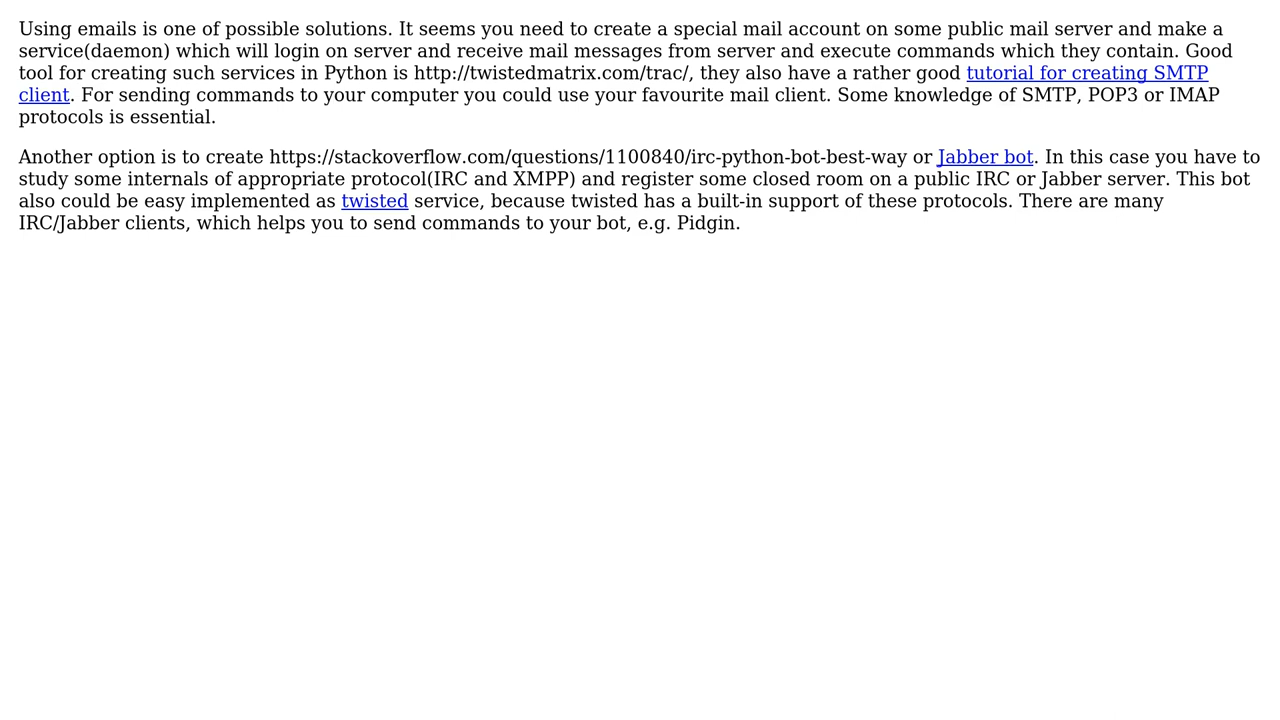 Using emails is one of possible solutions. It seems you need to create a special mail account on some public mail server and make a
service(daemon) which will login on server and receive mail messages from server and execute commands which they contain. Good
tool for creating such services in Python is http://twistedmatrix.com/trac/, they also have a rather good tutorial for creating SMTP
client. For sending commands to your computer you could use your favourite mail client. Some knowledge of SMTP, POP3 or IMAP
protocols is essential.
Another option is to create https://stackoverflow.com/questions/1100840/irc-python-bot-best-way or Jabber bot. In this case you have to
study some internals of appropriate protocol(IRC and XMPP) and register some closed room on a public IRC or Jabber server. This bot
also could be easy implemented as twisted service, because twisted has a built-in support of these protocols. There are many
IRC/Jabber clients, which helps you to send commands to your bot, e.g. Pidgin.